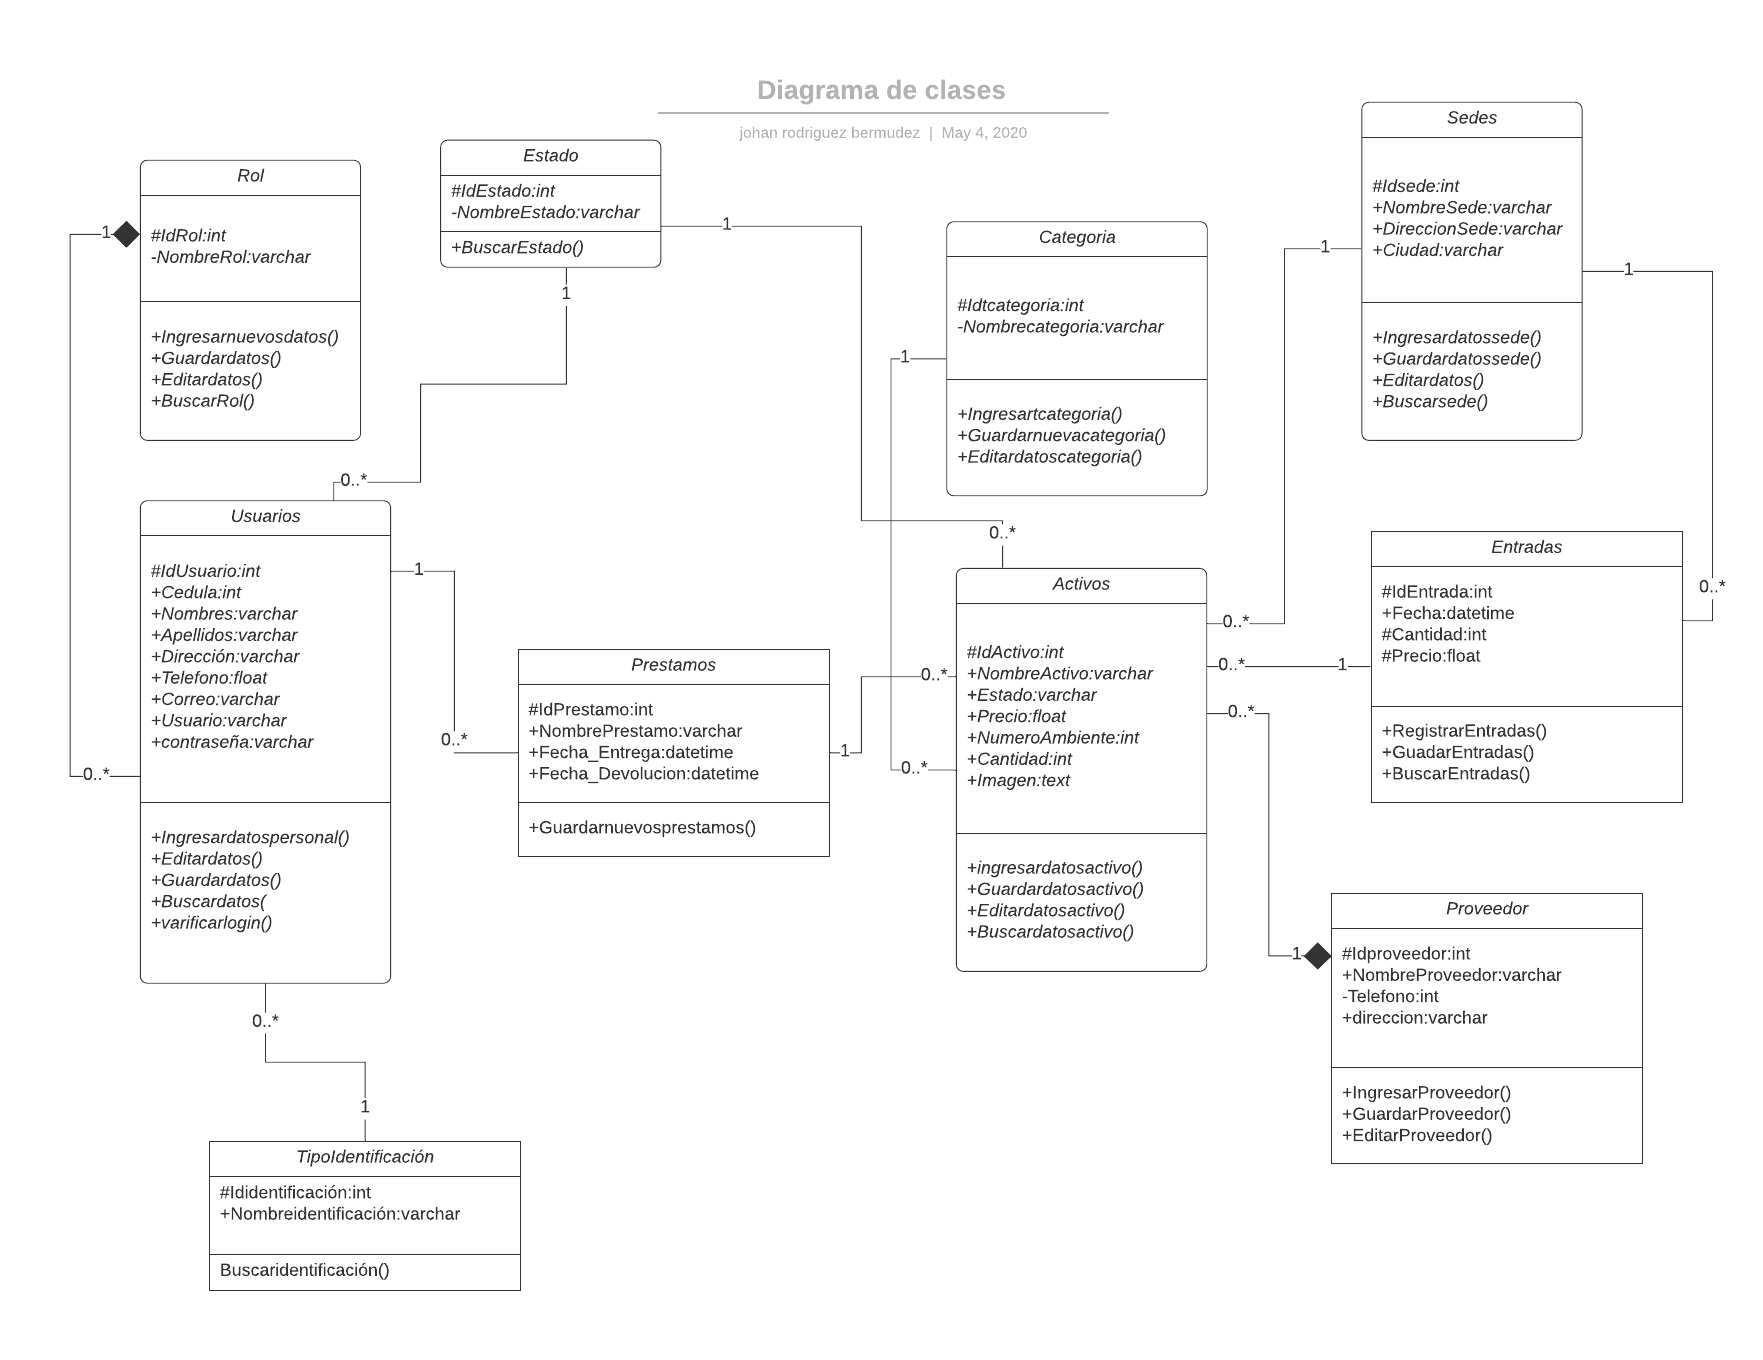 Diagrama de clases
johan rodriguez bermudez | May 4, 2020
Rol
#IdRol:int
-NombreRol:varchar
+Ingresarnuevosdatos()
+Guardardatos()
+Editardatos()
+BuscarRol()
1
0..*
Estado
#IdEstado:int
-NombreEstado:varchar
+BuscarEstado()
1
0..*
1
0..*
Categoria
#Idtcategoria:int
-Nombrecategoria:varchar
+Ingresartcategoria()
+Guardarnuevacategoria()
+Editardatoscategoria()
1
0..*
Sedes
#Idsede:int
+NombreSede:varchar
+DireccionSede:varchar
+Ciudad:varchar
+Ingresardatossede()
+Guardardatossede()
+Editardatos()
+Buscarsede()
1
0..*
1
0..*
Usuarios
#IdUsuario:int
+Cedula:int
+Nombres:varchar
+Apellidos:varchar
+Dirección:varchar
+Telefono:float
+Correo:varchar
+Usuario:varchar
+contraseña:varchar
+Ingresardatospersonal()
+Editardatos()
+Guardardatos()
+Buscardatos(
+varificarlogin()
1
0..*
Prestamos
#IdPrestamo:int
+NombrePrestamo:varchar
+Fecha_Entrega:datetime
+Fecha_Devolucion:datetime
+Guardarnuevosprestamos()
1
0..*
Activos
#IdActivo:int
+NombreActivo:varchar
+Estado:varchar
+Precio:float
+NumeroAmbiente:int
+Cantidad:int
+Imagen:text
+ingresardatosactivo()
+Guardardatosactivo()
+Editardatosactivo()
+Buscardatosactivo()
0..*
1
Entradas
#IdEntrada:int
+Fecha:datetime
#Cantidad:int
#Precio:float
+RegistrarEntradas()
+GuadarEntradas()
+BuscarEntradas()
0..*
1
Proveedor
#Idproveedor:int
+NombreProveedor:varchar
-Telefono:int
+direccion:varchar
+IngresarProveedor()
+GuardarProveedor()
+EditarProveedor()
0..*
1
TipoIdentificación
#Ididentificación:int
+Nombreidentificación:varchar
Buscaridentificación()